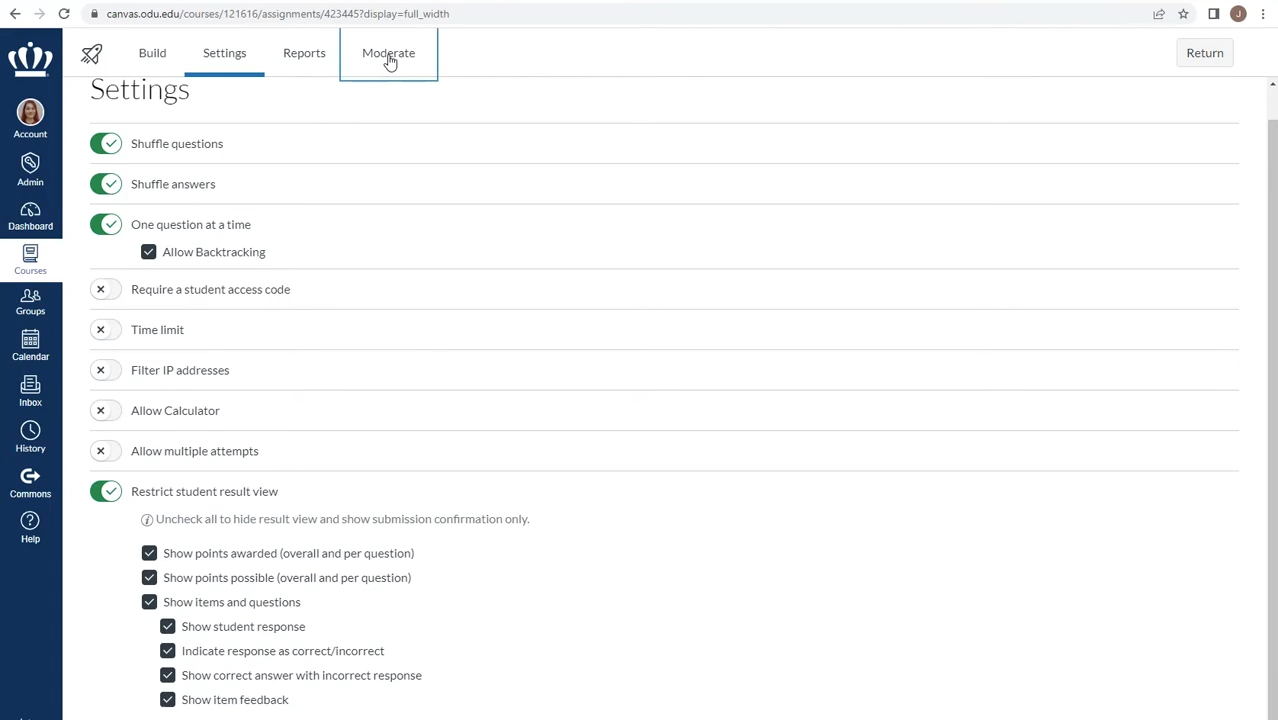 canvas.odu.edu/courses/121616/assignments/423445?display=full_width
J
Build
Settings
Reports
Moderate
Return
Account
Admin
Dashboard
Courses
Groups
Calendar
Inbox
History
Commons
Help
Settings
Shuffle questions
Shuffle answers
One question at a time
Allow Backtracking
Require a student access code
Time limit
Filter IP addresses
Allow Calculator
Allow multiple attempts
Restrict student result view
Uncheck all to hide result view and show submission confirmation only.
Show points awarded (overall and per question)
Show points possible (overall and per question)
Show items and questions
Show student response
Indicate response as correct/incorrect
Show correct answer with incorrect response
Show item feedback